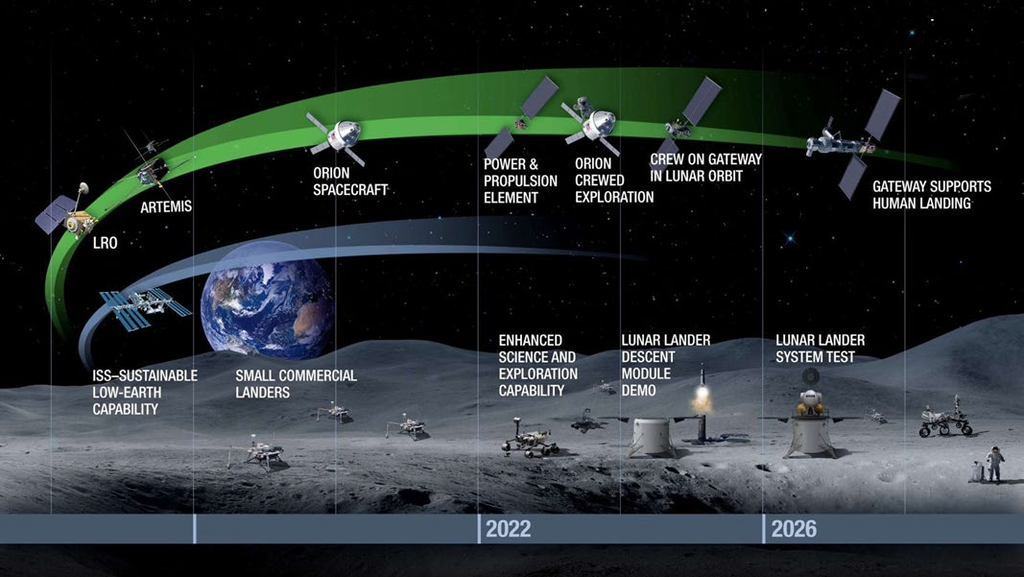 ORION
SPACECRAFT
POWER &
PROPULSION
ELEMENT
ORION
CREWED
EXPLORATION
CREW ON GATEWAY
IN LUNAR ORBIT
GATEWAY SUPPORTS
HUMAN LANDING
ARTEMIS
LRO
ISS–SUSTAINABLE
LOW-EARTH
CAPABILITY
SMALL COMMERCIAL
LANDERS
ENHANCED
SCIENCE AND
EXPLORATION
CAPABILITY
LUNAR LANDER
DESCENT
MODULE
DEMO
LUNAR LANDER
SYSTEM TEST
2022
2026